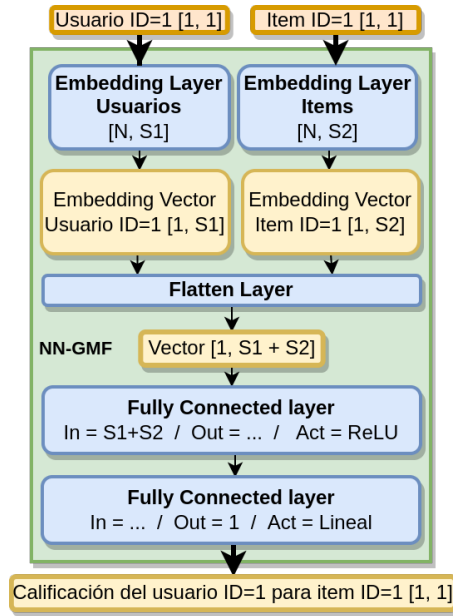 Usuario ID=1 [1, 1]
Item ID=1 [1, 1]
Embedding Layer
Usuarios
[N, S1]
Embedding Layer
Items
[N, S2]
Embedding Vector
Usuario ID=1 [1, S1]
Embedding Vector
Item ID=1 [1, S2]
Flatten Layer
NN-GMF
Vector [1, S1 + S2]
Fully Connected layer
In = S1+S2 / Out = ... / Act = ReLU
Fully Connected layer
In = ... / Out = 1 / Act = Lineal
Calificación del usuario ID=1 para item ID=1 [1, 1]